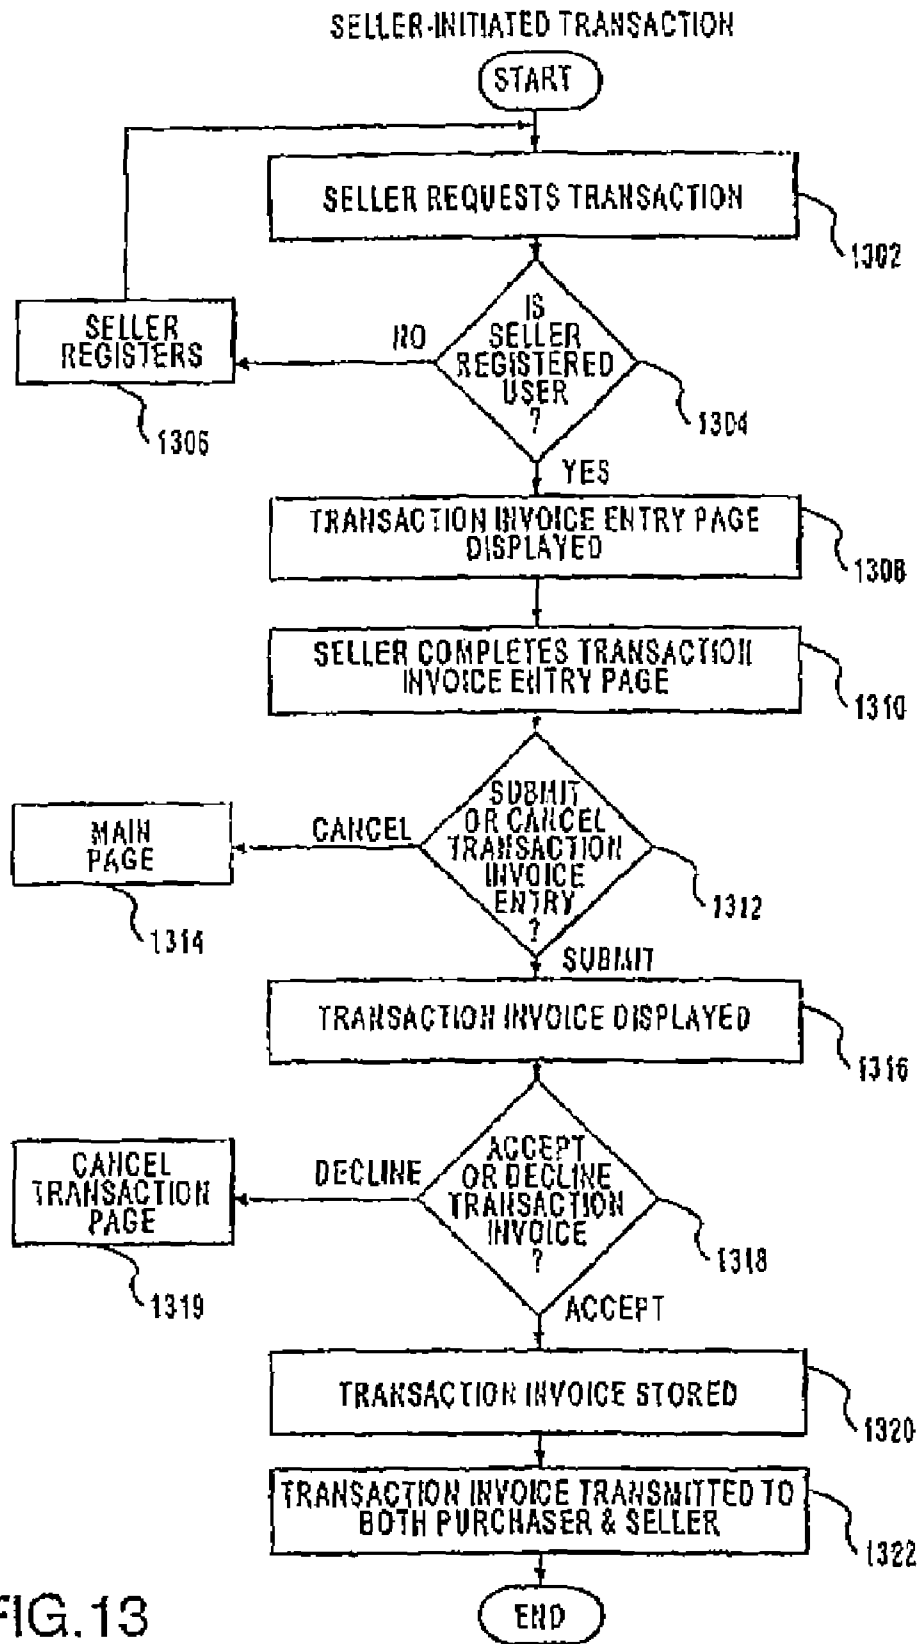 SELLER-INITIATED TRANSACTION
START
SELLER REQUESTS TRANSACTION
1302
IS
SELLER
REGISTERED
USER
?
NO
SELLER
REGISTERS
1306
1304
YES
TRANSACTION INVOICE ENTRY PAGE
DISPLAYED
1308
SELLER COMPLETES TRANSACTION
INVOICE ENTRY PAGE
1310
SUBMIT
OR CANCEL
TRANSACTION
INVOICE
ENTRY
?
CANCEL
MAIN
PAGE
1314
1312
SUBMIT
TRANSACTION INVOICE DISPLAYED
1316
ACCEPT
OR DECLINE
TRANSACTION
INVOICE
?
DECLINE
CANCEL
TRANSACTION
PAGE
1319
1318
ACCEPT
TRANSACTION INVOICE STORED
1320
TRANSACTION INVOICE TRANSMITTED TO
BOTH PURCHASER & SELLER
1322
END
FIG.13